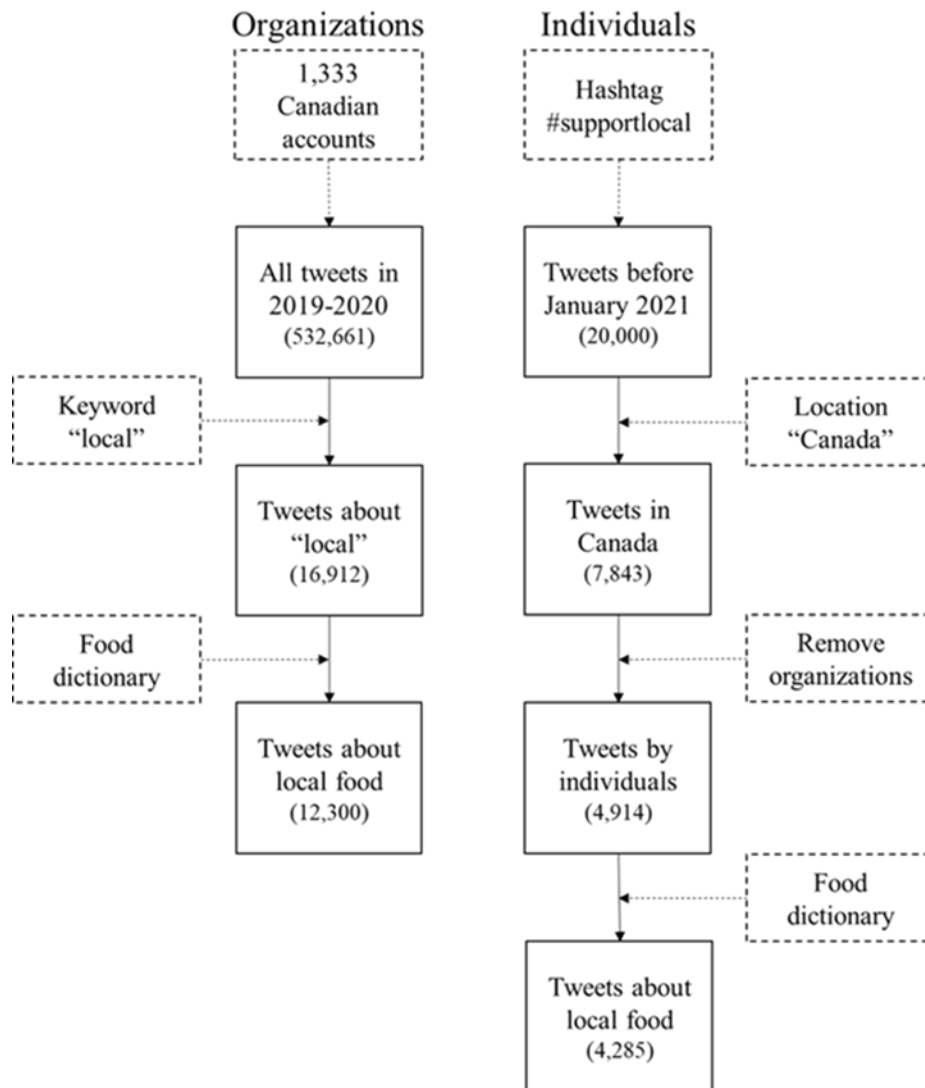 Organizations
1,333
Canadian
accounts
All tweets in
2019-2020
(532,661)
Keyword
“local”
Tweets about
“local”
(16,912)
Food
dictionary
Tweets about
local food
(12,300)
Individuals
Hashtag
#supportlocal
Tweets before
January 2021
(20,000)
Location
“Canada”
Tweets in
Canada
(7,843)
Remove
organizations
Tweets by
individuals
(4,914)
Food
dictionary
Tweets about
local food
(4,285)